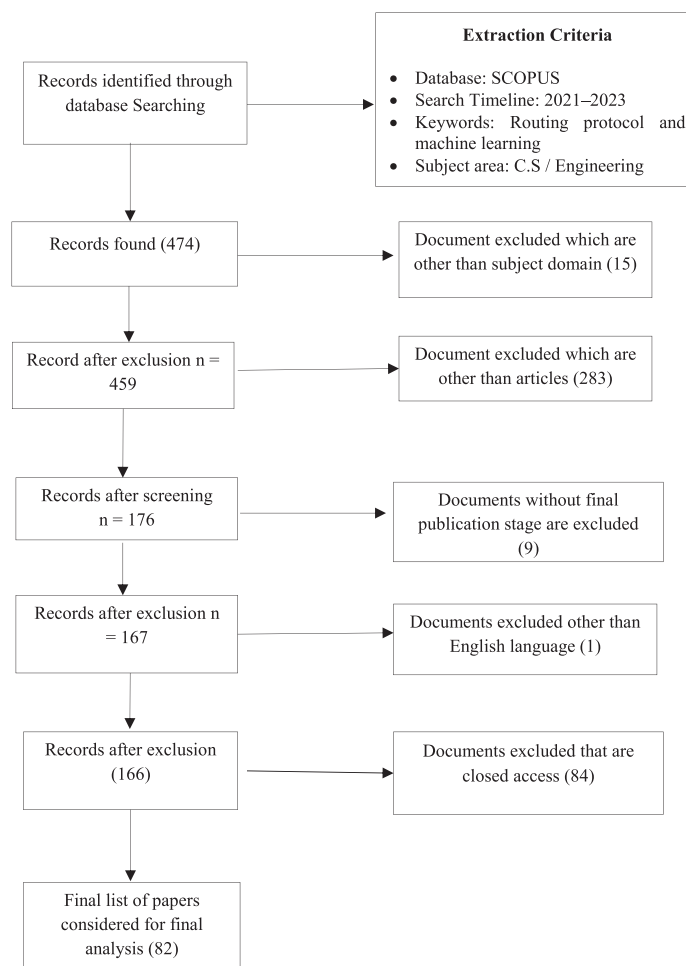 Extraction Criteria
Records identified through
database Searching
● Database: SCOPUS
● Search Timeline: 2021–2023
● Keywords: Routing protocol and
machine learning
● Subject area: C.S / Engineering
Records found (474)
Document excluded which are
other than subject domain (15)
Record after exclusion n =
459
Document excluded which are
other than articles (283)
Records after screening
n = 176
Documents without final
publication stage are excluded
(9)
Records after exclusion n
= 167
Documents excluded other than
English language (1)
Records after exclusion
(166)
Documents excluded that are
closed access (84)
Final list of papers
considered for final
analysis (82)